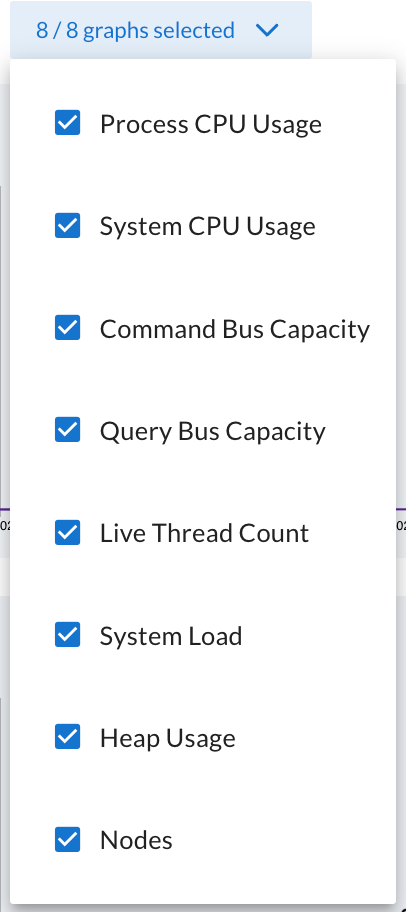 8 / 8 graphs selected
Process CPU Usage
System CPU Usage
Command Bus Capacity
Query Bus Capacity
Live Thread Count
System Load
Heap Usage
Nodes